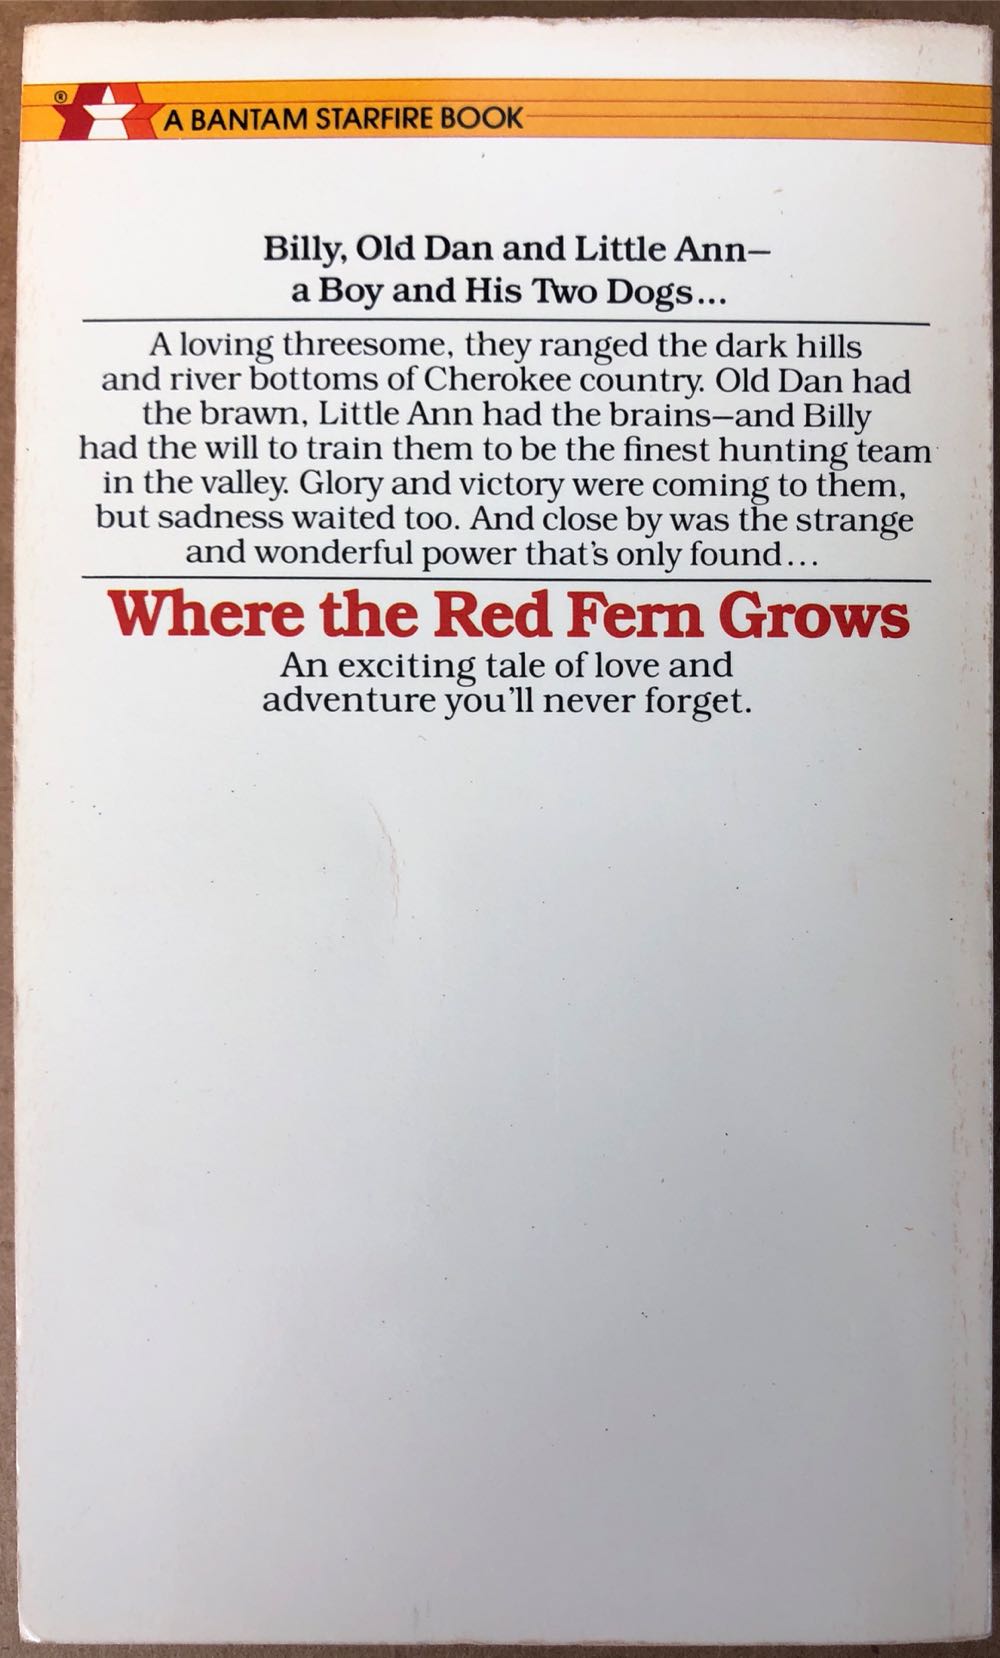 ®
A BANTAM STARFIRE BOOK
Billy, Old Dan and Little Ann—
a Boy and His Two Dogs...
A loving threesome, they ranged the dark hills
and river bottoms of Cherokee country. Old Dan had
the brawn, Little Ann had the brains—and Billy
had the will to train them to be the finest hunting team
in the valley. Glory and victory were coming to them,
but sadness waited too. And close by was the strange
and wonderful power that's only found...
Where the Red Fern Grows
An exciting tale of love and
adventure you'll never forget.